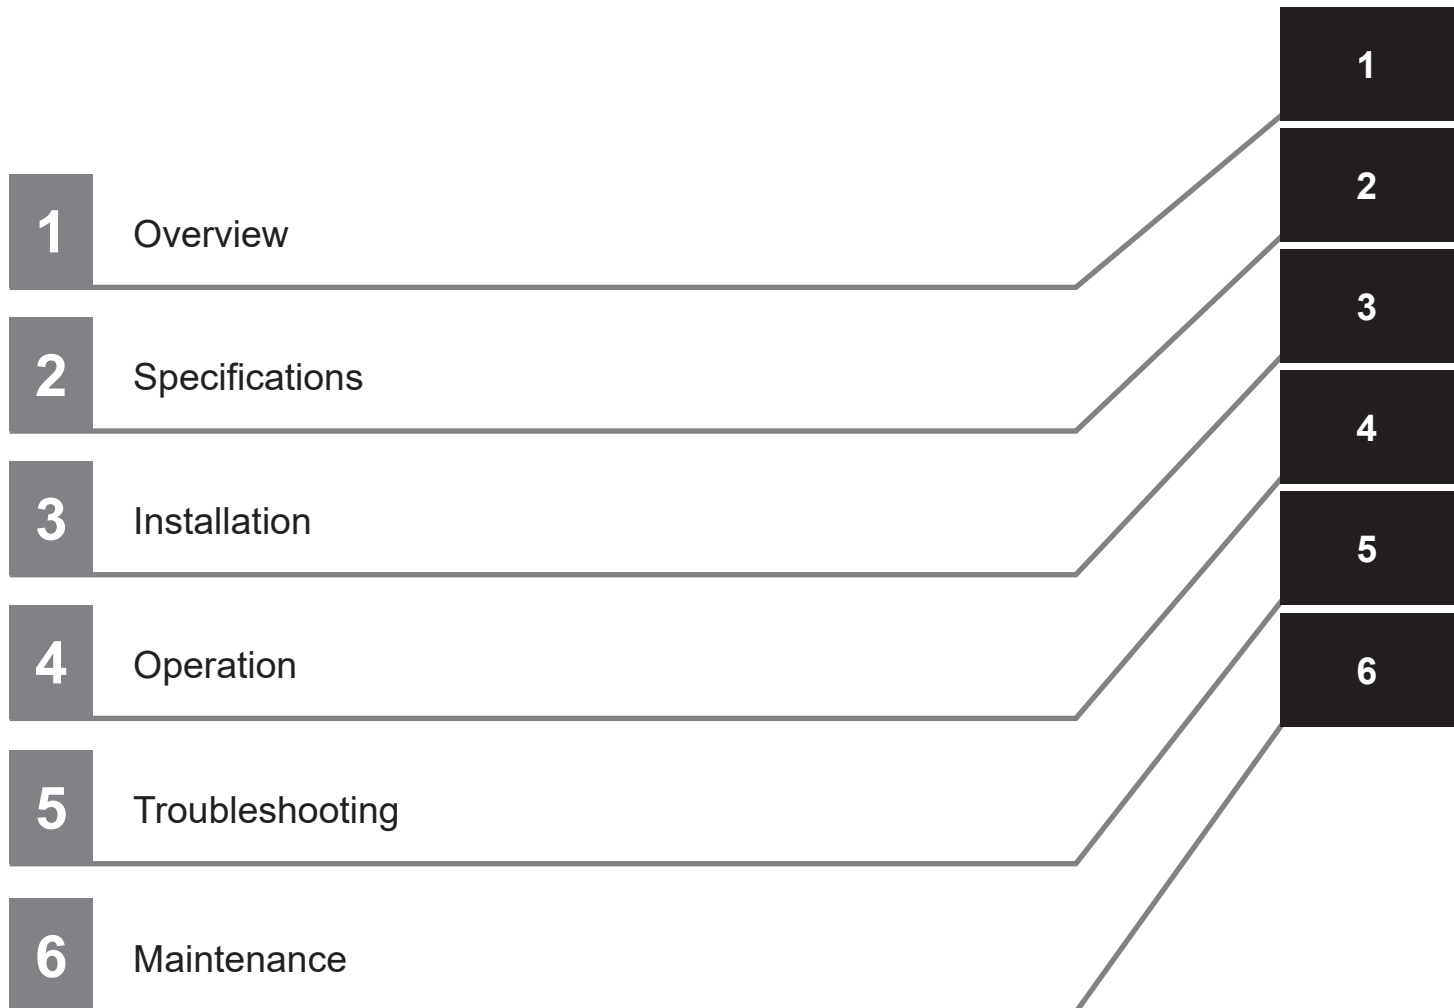 1 Overview
2 Specifications
3 Installation
4 Operation
5 Troubleshooting
6 Maintenance
1
2
3
4
5
6